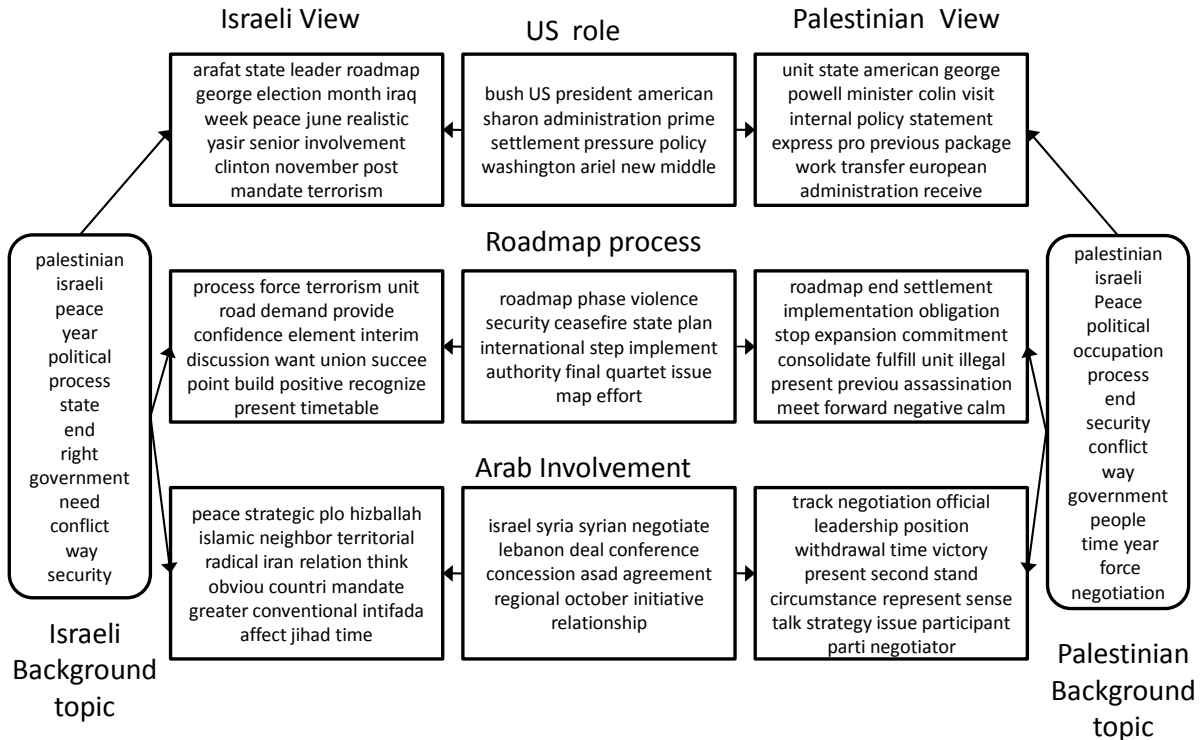 Israeli View
US role
Palestinian View
arafat state leader roadmap
george election month iraq
week peace june realistic
yasir senior involvement
clinton november post
mandate terrorism
bush US president american
sharon administration prime
settlement pressure policy
washington ariel new middle
unit state american george
powell minister colin visit
internal policy statement
express pro previous package
work transfer european
administration receive
Roadmap process
palestinian
israeli
peace
year
political
process
state
end
right
government
need
conflict
way
security
process force terrorism unit
road demand provide
confidence element interim
discussion want union succee
point build positive recognize
present timetable
roadmap phase violence
security ceasefire state plan
international step implement
authority final quartet issue
map effort
roadmap end settlement
implementation obligation
stop expansion commitment
consolidate fulfill unit illegal
present previou assassination
meet forward negative calm
palestinian
israeli
Peace
political
occupation
process
end
security
conflict
way
government
people
time year
force
negotiation
Arab Involvement
peace strategic plo hizballah
islamic neighbor territorial
radical iran relation think
obviou countri mandate
greater conventional intifada
affect jihad time
israel syria syrian negotiate
lebanon deal conference
concession asad agreement
regional october initiative
relationship
track negotiation official
leadership position
withdrawal time victory
present second stand
circumstance represent sense
talk strategy issue participant
parti negotiator
Israeli
Background
topic
Palestinian
Background
topic